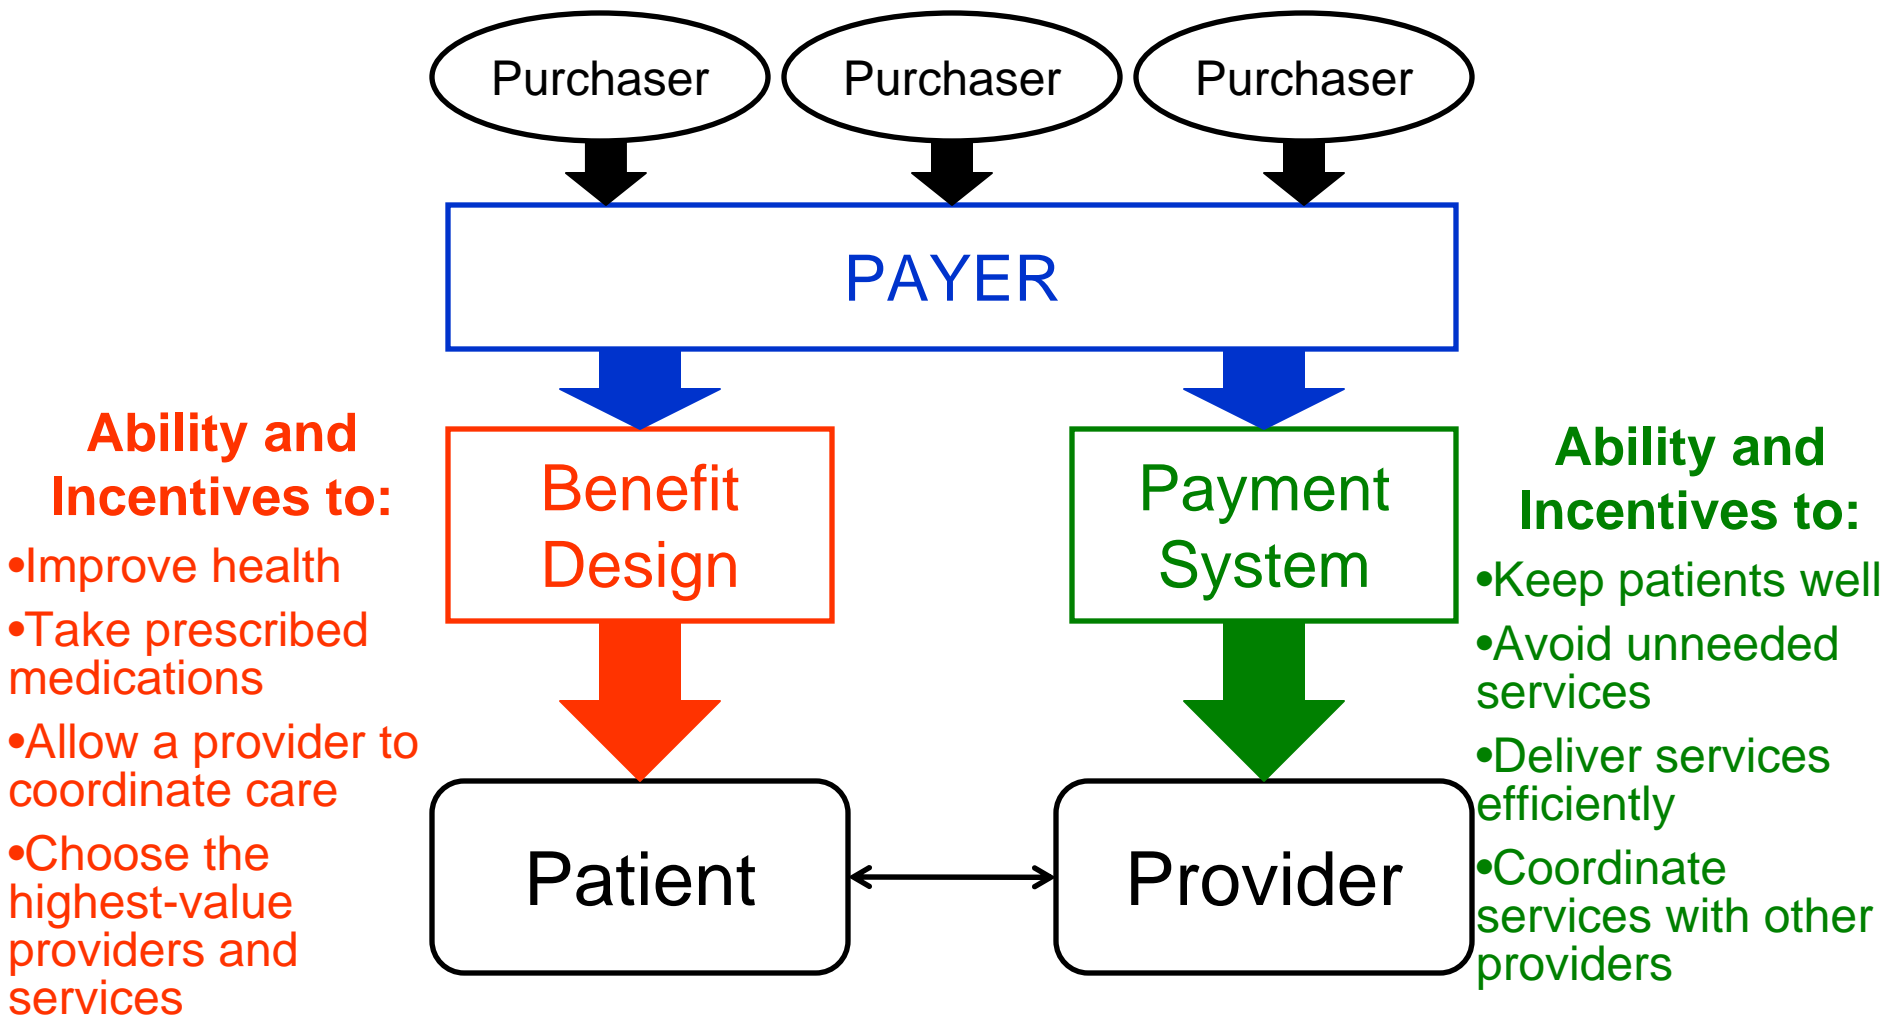 Purchaser
Purchaser
Purchaser
PAYER
Ability and
Incentives to:
•Improve health
•Take prescribed
medications
•Allow a provider to
coordinate care
•Choose the
highest-value
providers and
services
Benefit
Design
Payment
System
Ability and
Incentives to:
•Keep patients well
•Avoid unneeded
services
•Deliver services
efficiently
•Coordinate
services with other
providers
Patient
Provider